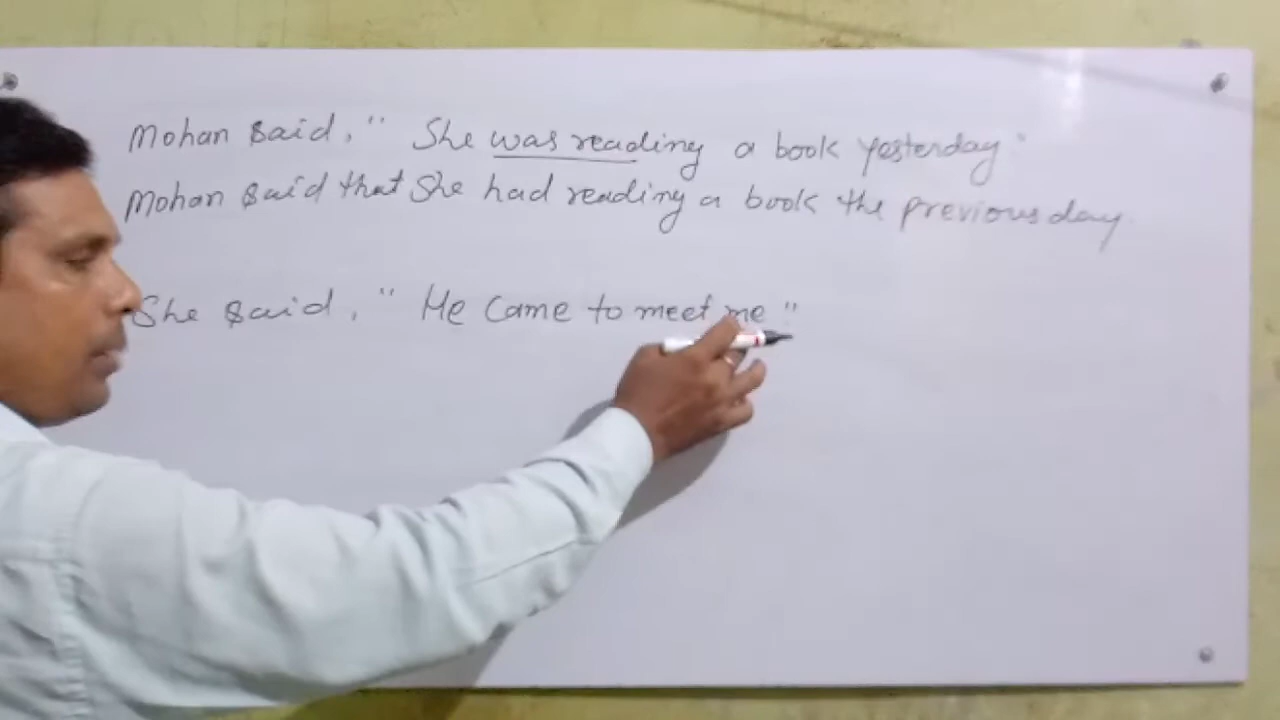 Mohan said, " She was reading a book yesterday"
Mohan said that She had reading a book the previous day.
She said, " He Came to meet me "